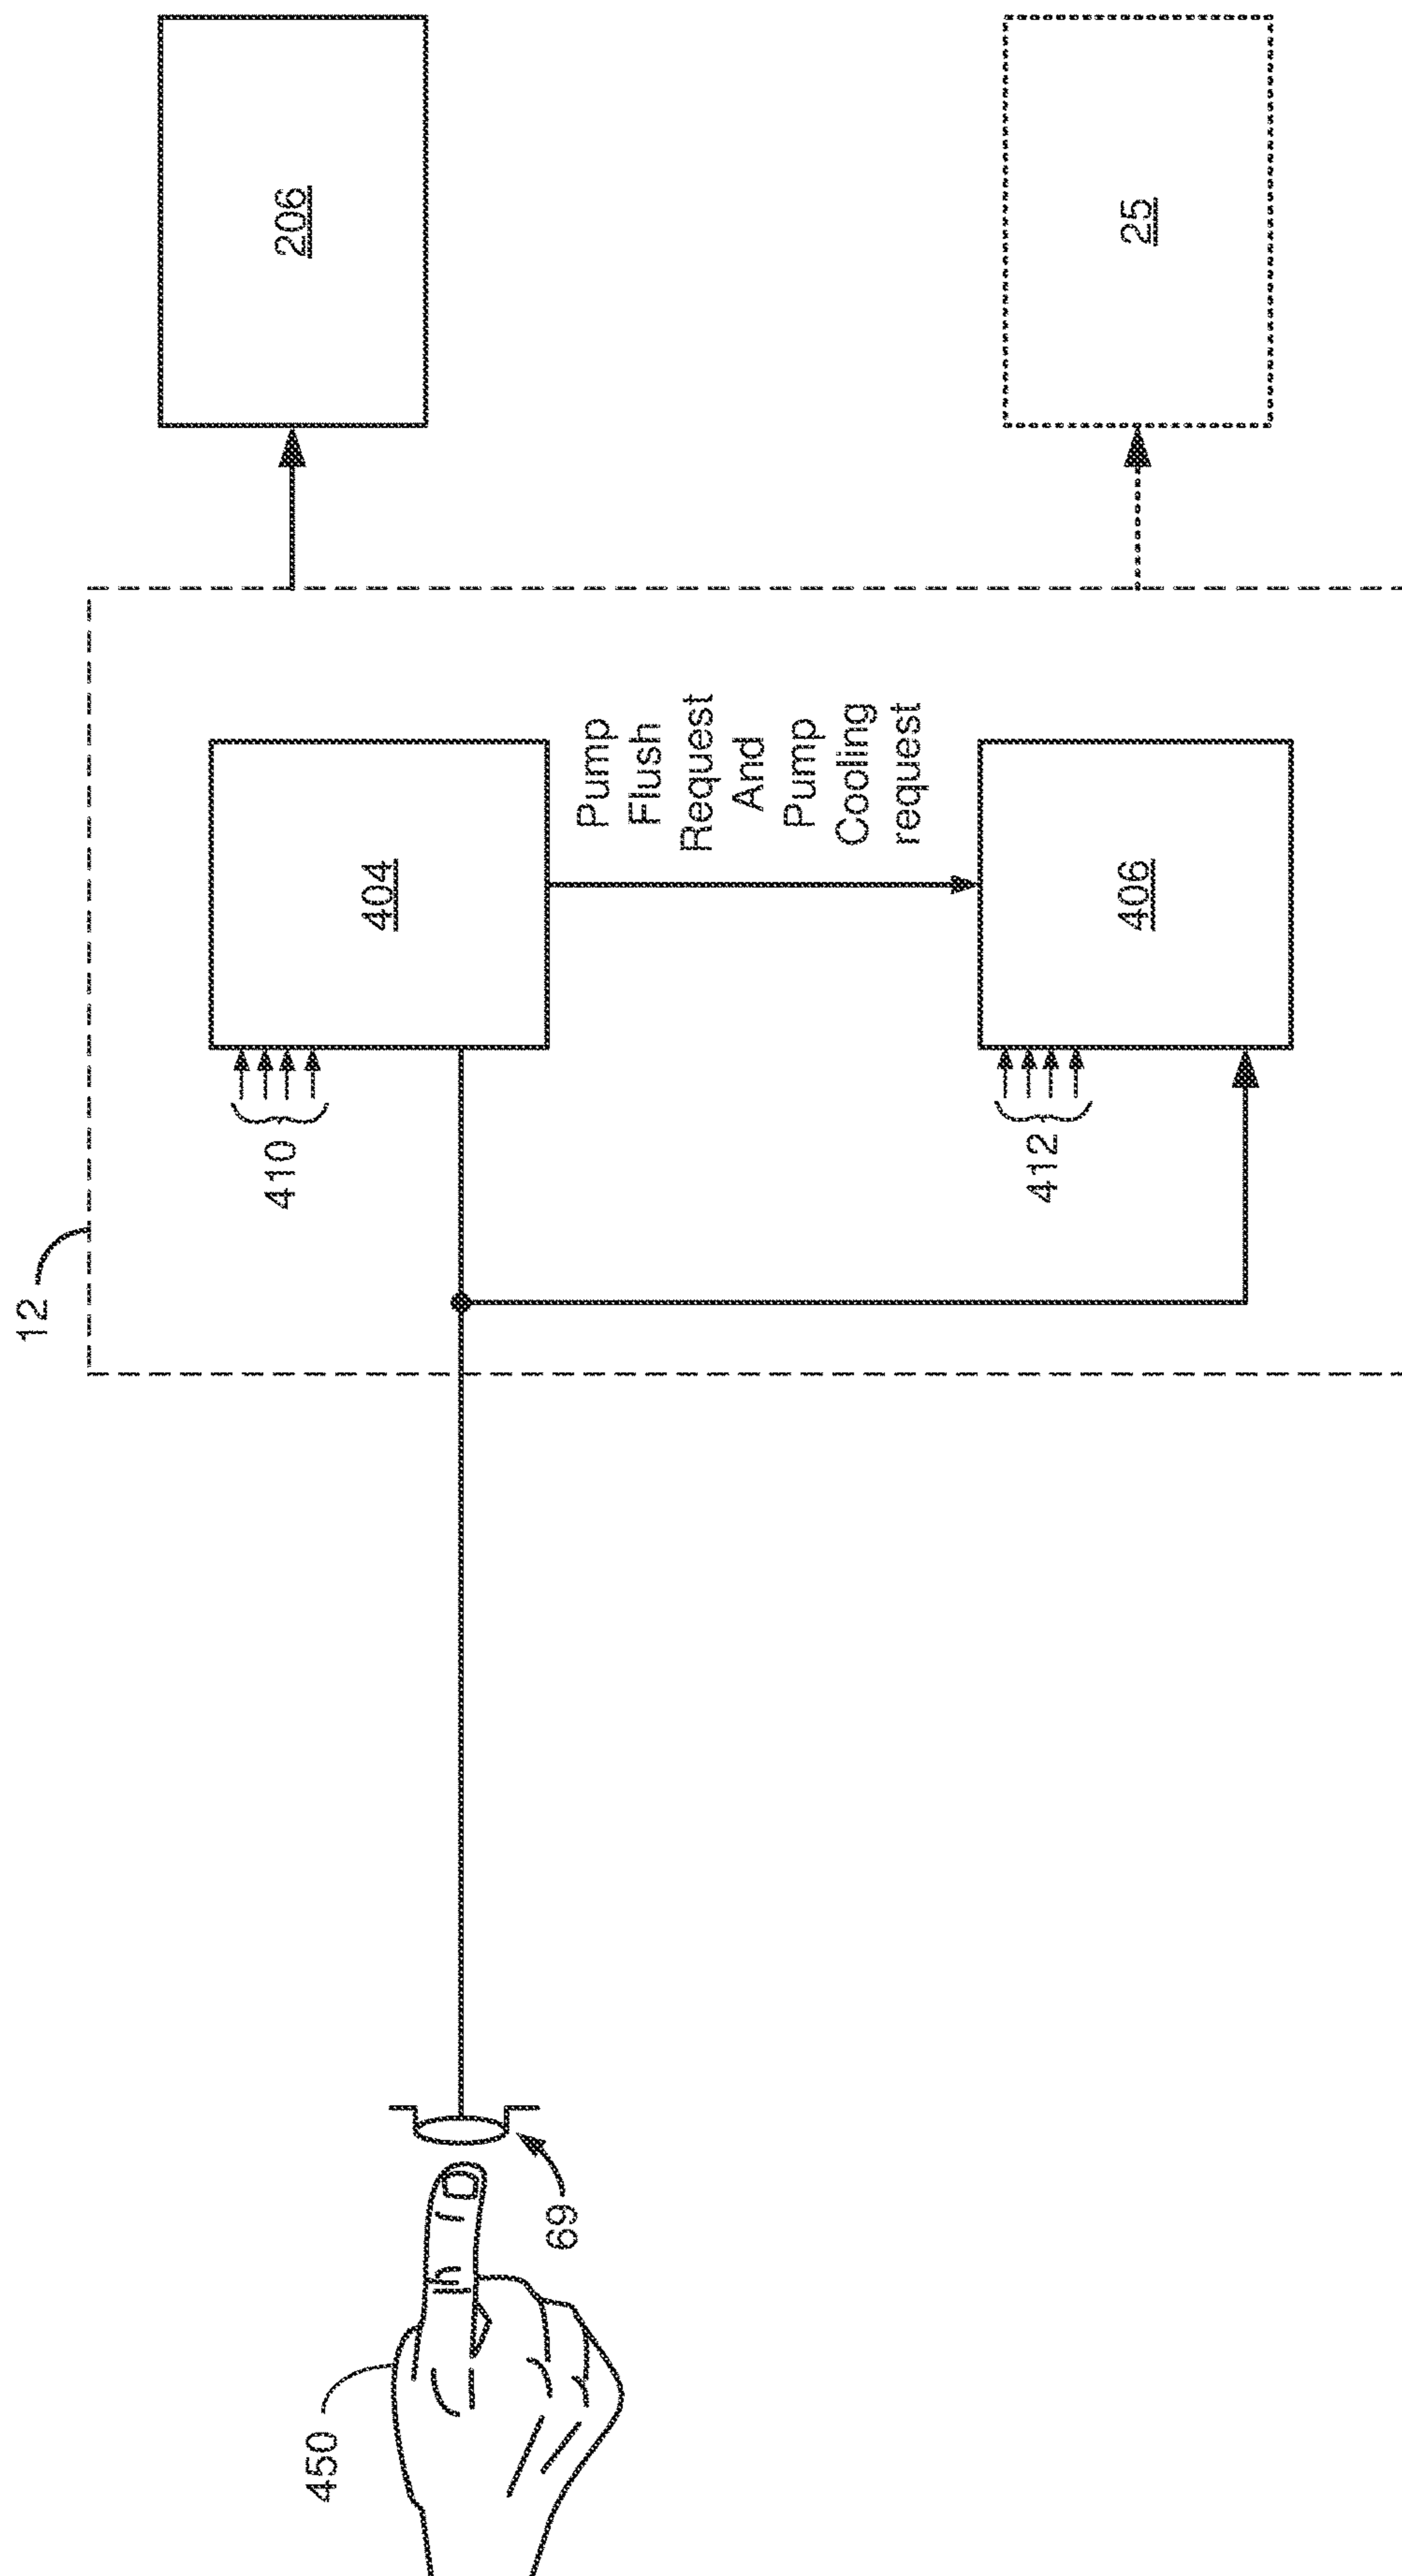 12
450
69
410
404
Pump
Flush
Request
And
Pump
Cooling
request
412
406
206
25